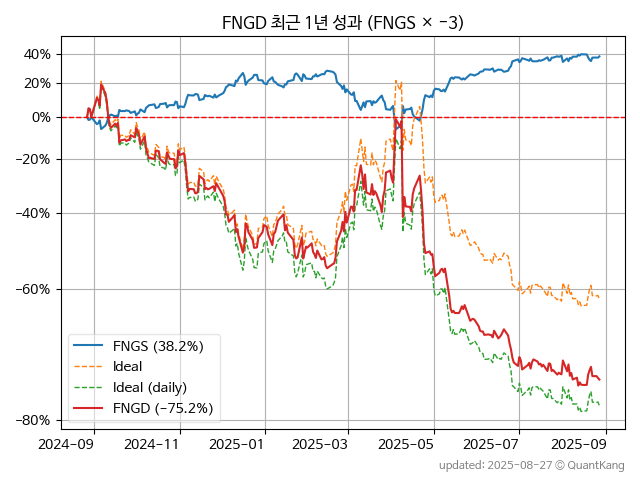 FNGD 최근 1년 성과 (FNGS × −3)
40%
20%
0%
−20%
−40%
−60%
−80%
FNGS (38.2%)
Ideal
Ideal (daily)
FNGD (−75.2%)
2024-09
2024-11
2025-01
2025-03
2025-05
2025-07
2025-09
updated: 2025-08-27 © QuantKang